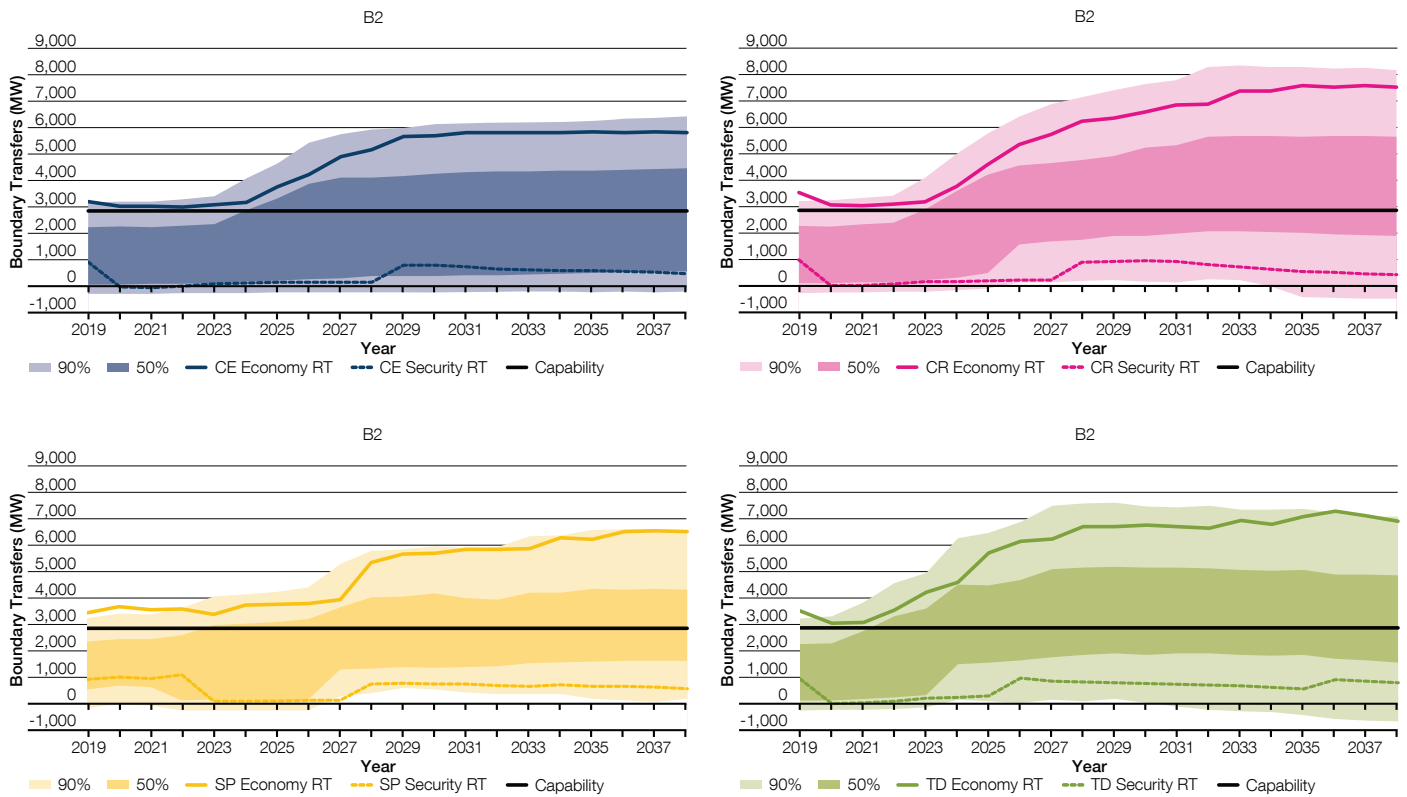 B2
9,000
8,000
7,000
6,000
5,000
4,000
3,000
2,000
1,000
0
-1,000
Boundary Transfers (MW)
2019 2021 2023 2025 2027 2029 2031 2033 2035 2037
Year
90% 50% CE Economy RT CE Security RT Capability
B2
9,000
8,000
7,000
6,000
5,000
4,000
3,000
2,000
1,000
0
-1,000
Boundary Transfers (MW)
2019 2021 2023 2025 2027 2029 2031 2033 2035 2037
Year
90% 50% CR Economy RT CR Security RT Capability
B2
9,000
8,000
7,000
6,000
5,000
4,000
3,000
2,000
1,000
0
-1,000
Boundary Transfers (MW)
2019 2021 2023 2025 2027 2029 2031 2033 2035 2037
Year
90% 50% SP Economy RT SP Security RT Capability
B2
9,000
8,000
7,000
6,000
5,000
4,000
3,000
2,000
1,000
0
-1,000
Boundary Transfers (MW)
2019 2021 2023 2025 2027 2029 2031 2033 2035 2037
Year
90% 50% TD Economy RT TD Security RT Capability